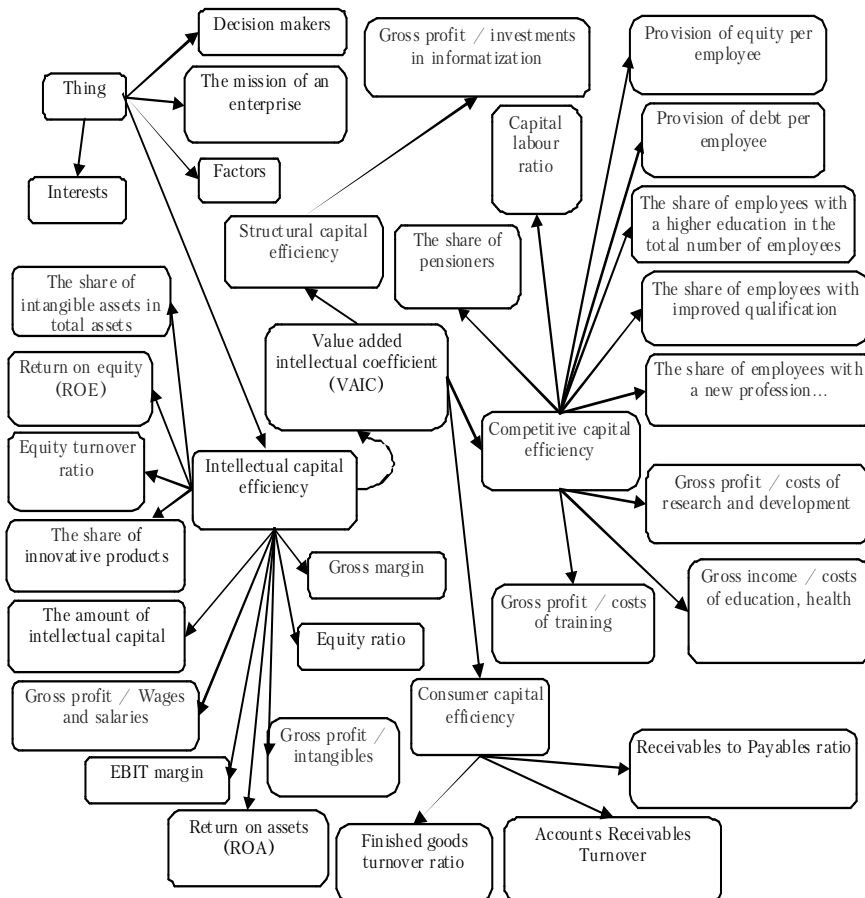 Decision makers
Gross profit / investments
in informatization
Provision of equity per
employee
Thing
The mission of an
enterprise
Capital
labour
ratio
Provision of debt per
employee
Interests
Factors
The share of employees with
a higher education in the
total number of employees
Structural capital
efficiency
The share of
pensioners
The share of
intangible assets in
total assets
The share of employees with
improved qualification
Value added
intellectual coefficient
(VAIC)
Return on equity
(ROE)
The share of employees with
a new profession...
Equity turnover
ratio
Intellectual capital
efficiency
Competitive capital
efficiency
Gross profit / costs of
research and development
The share of
innovative products
Gross margin
Gross profit / costs
of training
Gross income / costs
of education, health
The amount of
intellectual capital
Equity ratio
Gross profit / Wages
and salaries
Consumer capital
efficiency
Gross profit /
intangibles
EBIT margin
Receivables to Payables ratio
Return on assets
(ROA)
Finished goods
turnover ratio
Accounts Receivables
Turnover